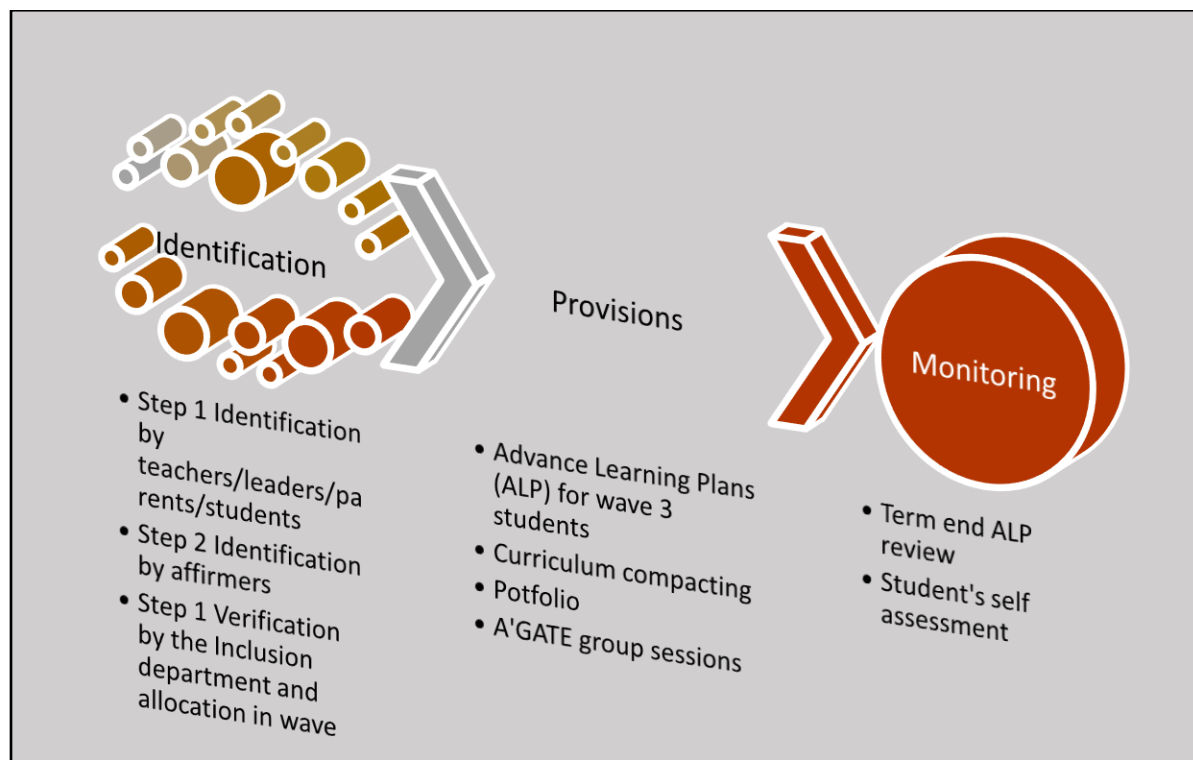 Identification
Provisions
Monitoring
• Step 1 Identification
by
teachers/leaders/pa
rents/students
• Step 2 Identification
by affirmers
• Step 1 Verification
by the Inclusion
department and
allocation in wave
• Advance Learning Plans
(ALP) for wave 3
students
• Curriculum compacting
• Potfolio
• A'GATE group sessions
• Term end ALP
review
• Student's self
assessment